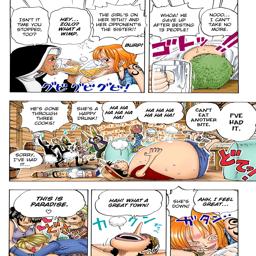 ISN'T
TIME YOU
STOPPED,
TOO?
HEY,
ZOLO?
WHAT A
WIMP.
THE GIRL'S ON
HER 15TH!! AND
HER OPPONENT'S
THE SISTER!!
BURP!
WHOA! HE
GAVE UP
AFTER BESTING
15 PEOPLE!
NOOO.
I CAN
TAKE NO
MORE.
HE'S GONE
THROUGH
THREE
COOKS!
SORRY,
I'VE HAD
IT...
SHE'S A
HAPPY
DRUNK!
HA HA
HA HA
HA HA
HA!
HA HA
HA HA
HA!
CAN'T
EAT
ANOTHER
BITE.
I'VE
HAD IT.
THIS IS
PARADISE.
HAH! WHAT
A GREAT
TOWN!
SHE'S
DOWN!
AHH, I FEEL
GREAT...